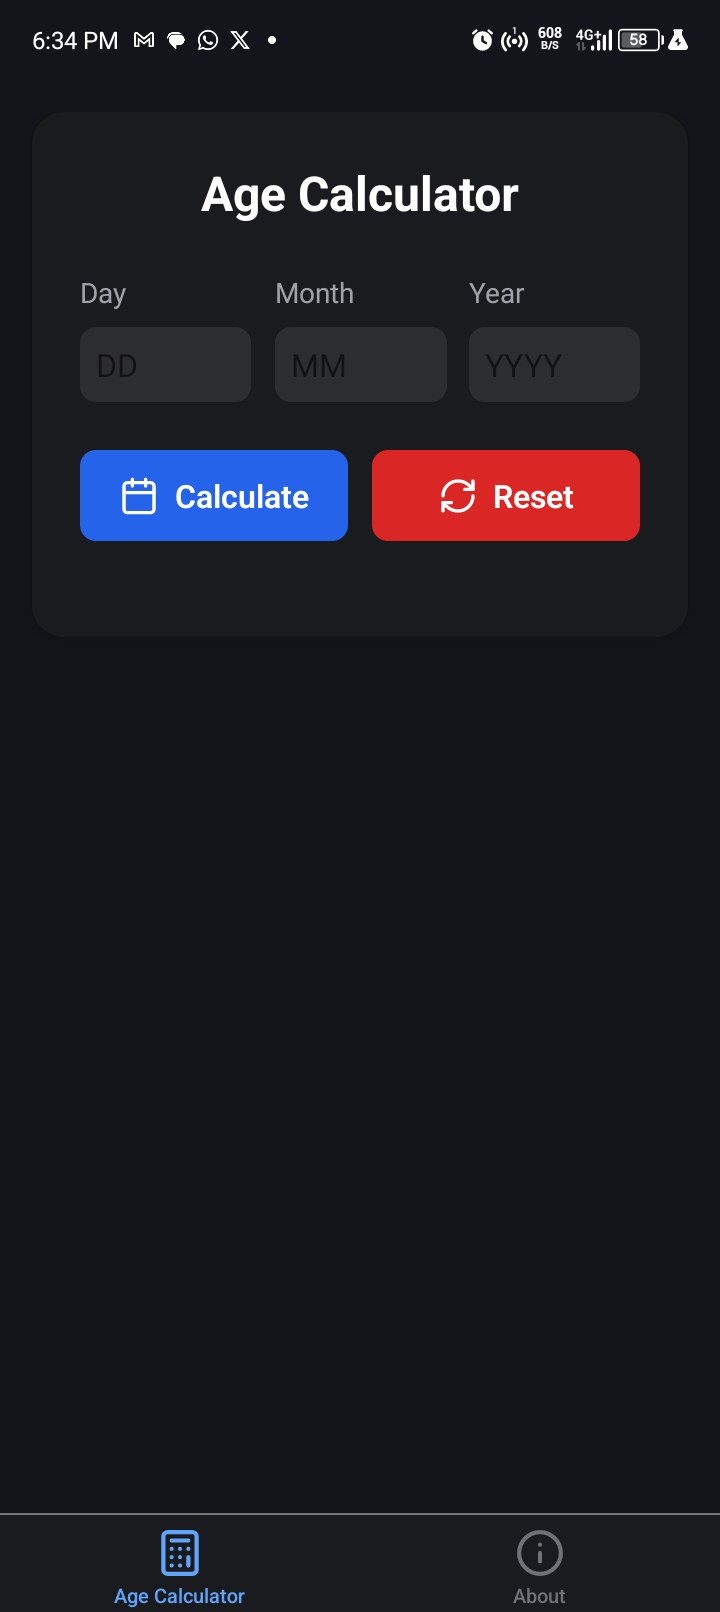 6:34 PM 608 B/S 4G+ 58
Age Calculator
Day Month Year
DD MM YYYY
Calculate Reset
Age Calculator About